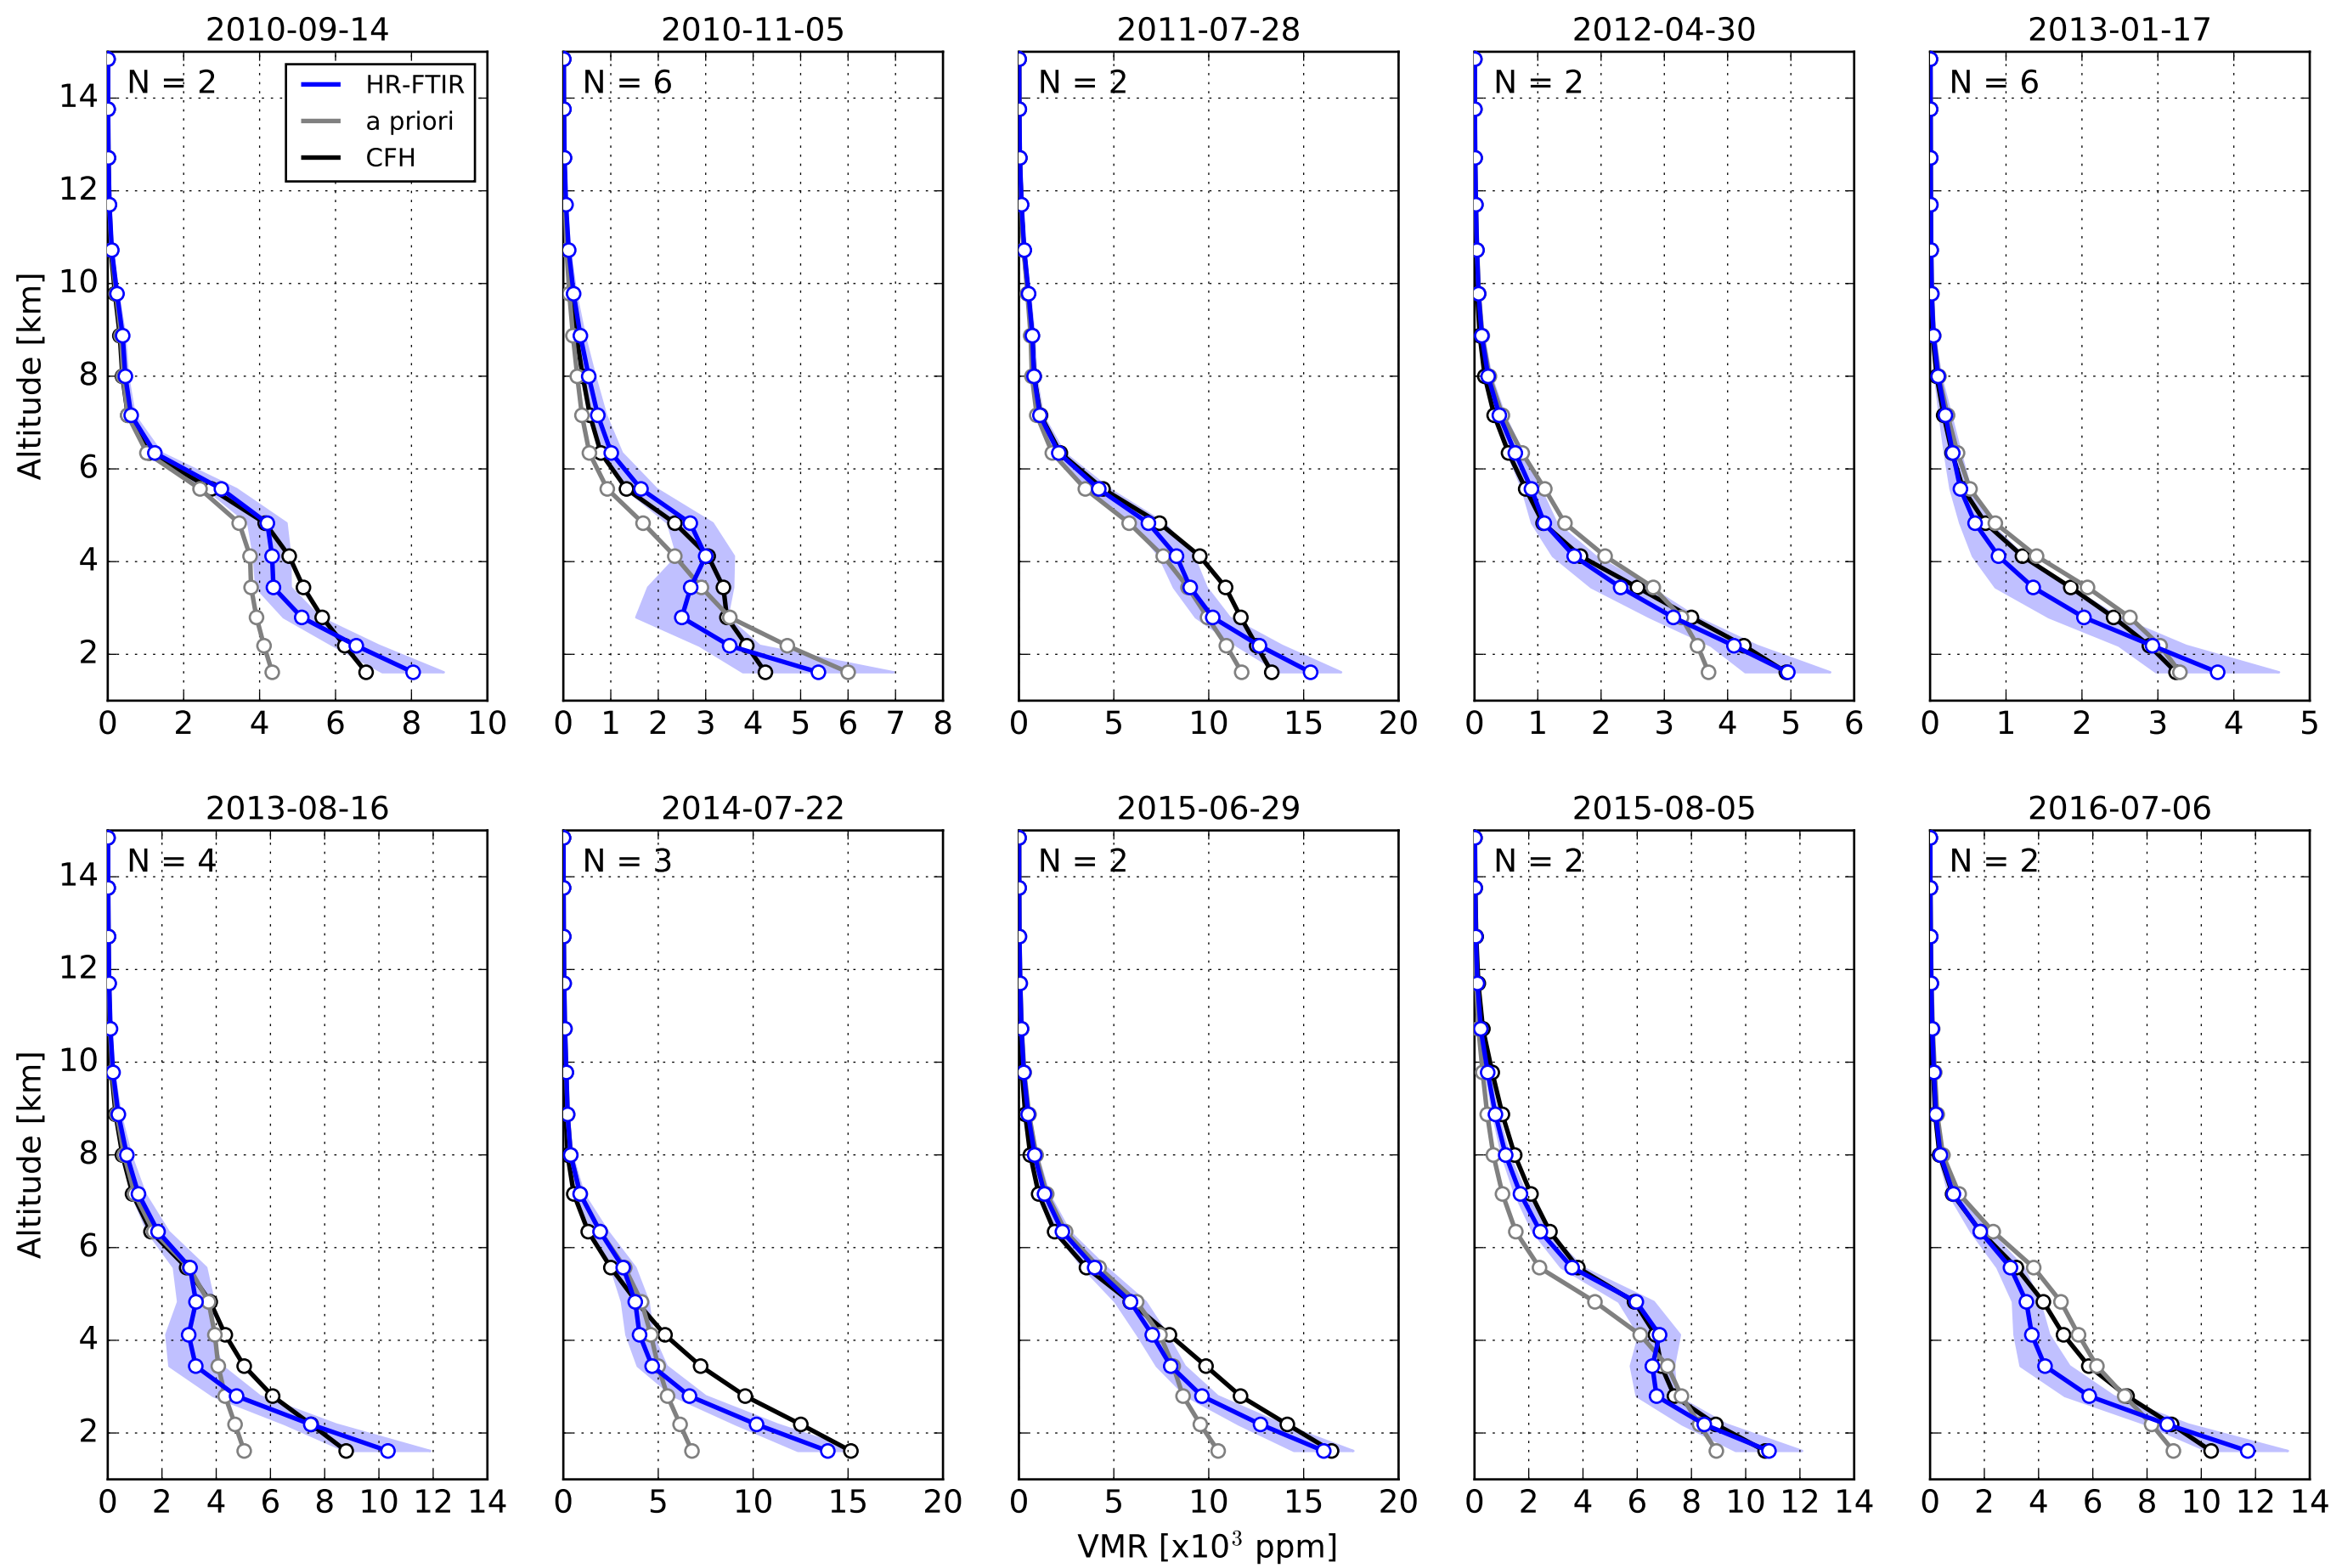 2010-09-14 2010-11-05 2011-07-28 2012-04-30 2013-01-17
N = 2 N = 6 N = 2 N = 2 N = 6
HR-FTIR
a priori
CFH
Altitude [km]
14
12
10
8
6
4
2
0 2 4 6 8 10
0 1 2 3 4 5 6 7 8
0 5 10 15 20
0 1 2 3 4 5 6
0 1 2 3 4 5
2013-08-16 2014-07-22 2015-06-29 2015-08-05 2016-07-06
N = 4 N = 3 N = 2 N = 2 N = 2
Altitude [km]
14
12
10
8
6
4
2
0 2 4 6 8 10 12 14
0 5 10 15 20
0 5 10 15 20
0 2 4 6 8 10 12 14
0 2 4 6 8 10 12 14
VMR [x10³ ppm]